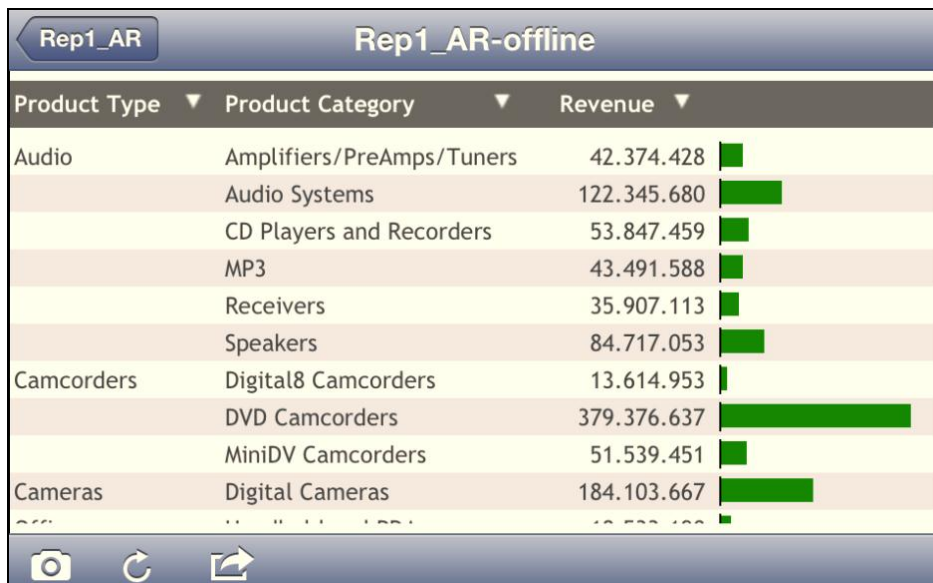 Rep1_AR Rep1_AR-offline
Product Type Product Category Revenue
Audio Amplifiers/PreAmps/Tuners 42.374.428
Audio Systems 122.345.680
CD Players and Recorders 53.847.459
MP3 43.491.588
Receivers 35.907.113
Speakers 84.717.053
Camcorders Digital8 Camcorders 13.614.953
DVD Camcorders 379.376.637
MiniDV Camcorders 51.539.451
Cameras Digital Cameras 184.103.667